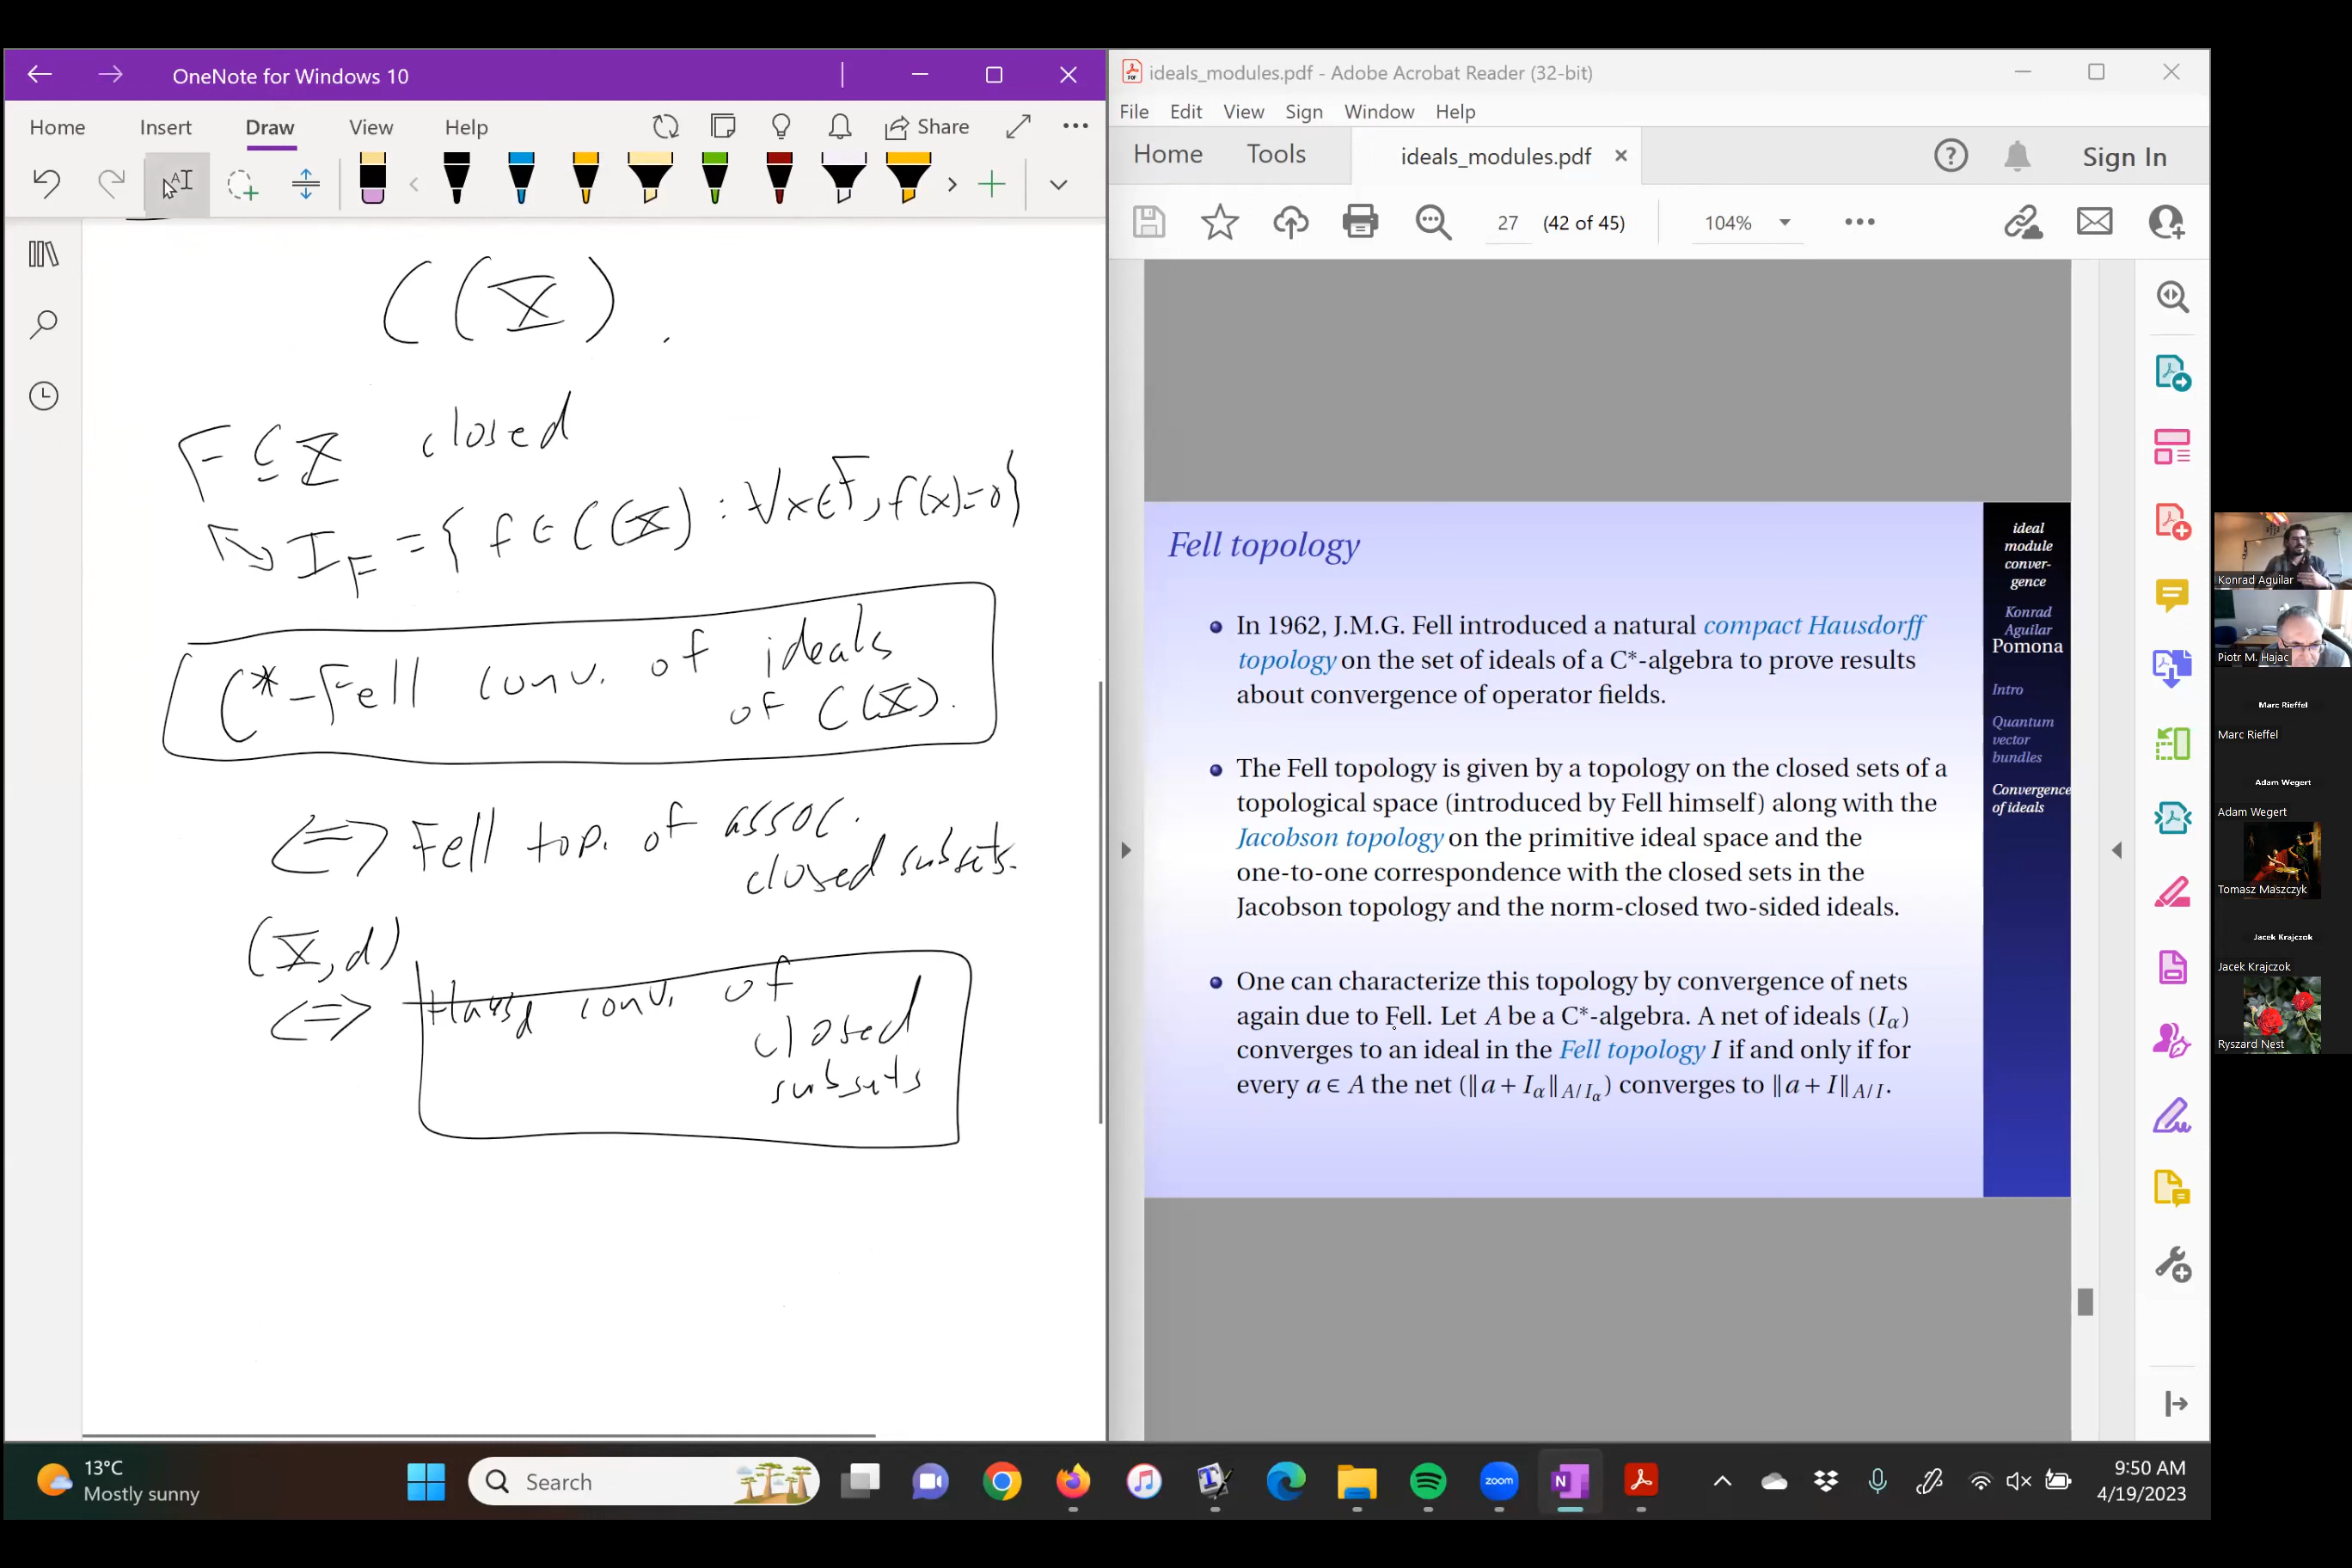 OneNote for Windows 10
Home Insert Draw View Help Share
C(X).
F ⊆ X closed
I_F = { f ∈ C(X) : ∀x∈F, f(x)=0}
C*-Fell conv. of ideals
of C(X).
<=> Fell top. of assoc.
closed subsets.
(X, d)
<=> Hausd conv. of
closed
subsets
ideals_modules.pdf - Adobe Acrobat Reader (32-bit)
File Edit View Sign Window Help
Home Tools ideals_modules.pdf Sign In
27 (42 of 45) 104%
Fell topology
In 1962, J.M.G. Fell introduced a natural compact Hausdorff
topology on the set of ideals of a C*-algebra to prove results
about convergence of operator fields.
The Fell topology is given by a topology on the closed sets of a
topological space (introduced by Fell himself) along with the
Jacobson topology on the primitive ideal space and the
one-to-one correspondence with the closed sets in the
Jacobson topology and the norm-closed two-sided ideals.
One can characterize this topology by convergence of nets
again due to Fell. Let A be a C*-algebra. A net of ideals (I_α)
converges to an ideal in the Fell topology I if and only if for
every a ∈ A the net (‖a + I_α‖_{A/I_α}) converges to ‖a + I‖_{A/I}.
ideal
module
conver-
gence
Konrad
Aguilar
Pomona
Intro
Quantum
vector
bundles
Convergence
of ideals
Konrad Aguilar
Piotr M. Hajac
Marc Rieffel
Marc Rieffel
Adam Wegert
Adam Wegert
Tomasz Maszczyk
Jacek Krajczok
Jacek Krajczok
Ryszard Nest
13°C
Mostly sunny
Search
zoom
9:50 AM
4/19/2023